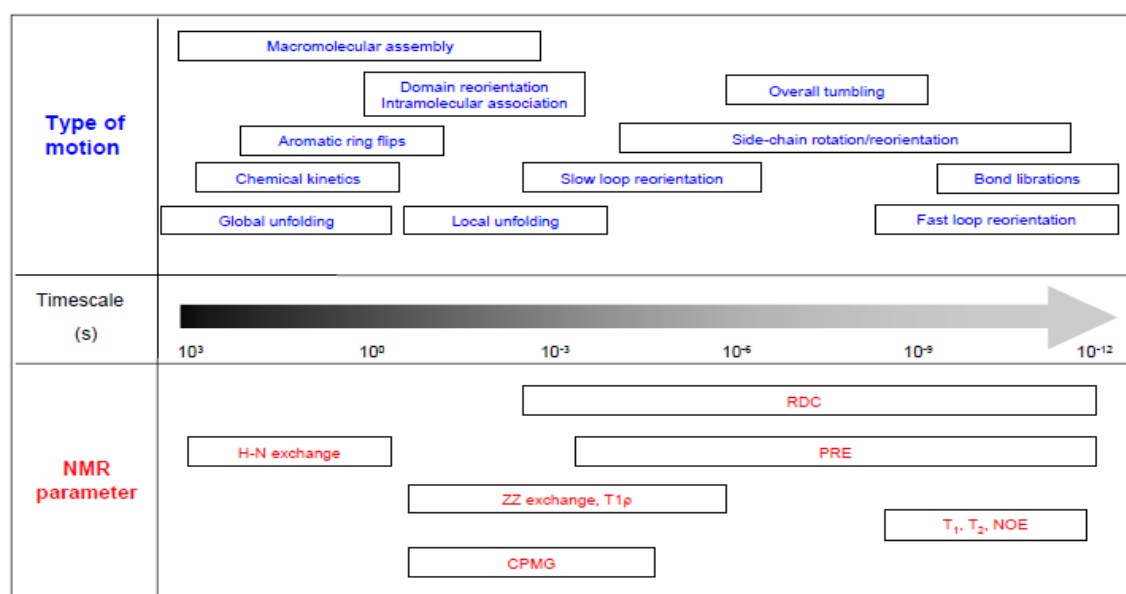 Macromolecular assembly
Domain reorientation
Intramolecular association
Overall tumbling
Type of
motion
Aromatic ring flips
Side-chain rotation/reorientation
Chemical kinetics
Slow loop reorientation
Bond librations
Global unfolding
Local unfolding
Fast loop reorientation
Timescale
(s)
10³ 10⁰ 10⁻³ 10⁻⁶ 10⁻⁹ 10⁻¹²
RDC
H-N exchange
PRE
NMR
parameter
ZZ exchange, T1ρ
T₁, T₂, NOE
CPMG